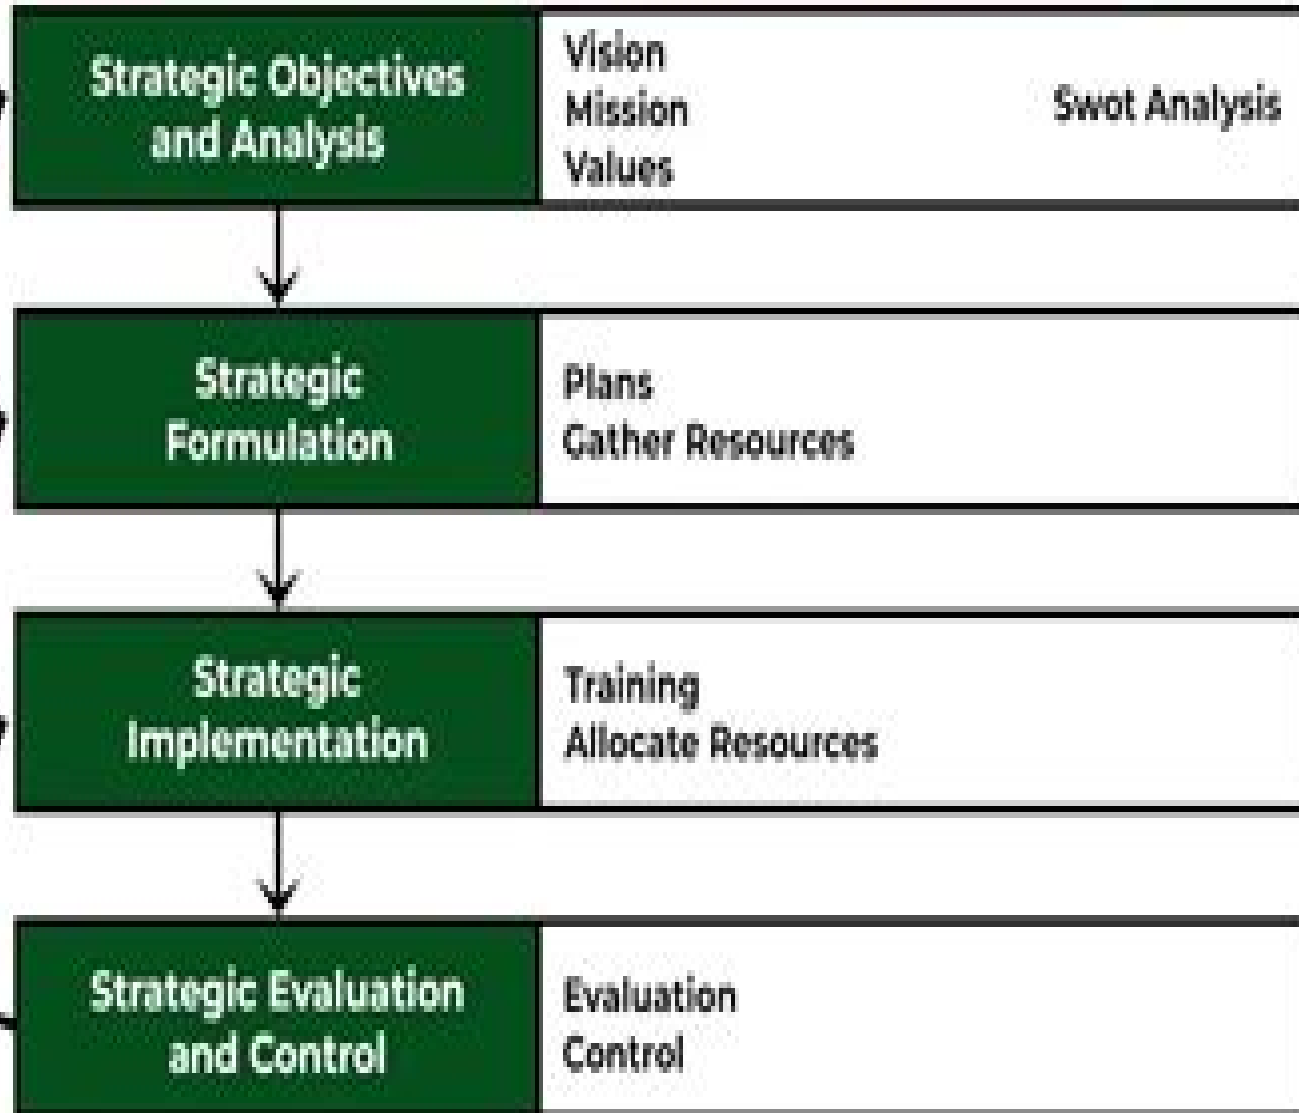 Strategic Objectives
and Analysis
Vision
Mission
Values
Swot Analysis
Strategic
Formulation
Plans
Gather Resources
Strategic
Implementation
Training
Allocate Resources
Strategic Evaluation
and Control
Evaluation
Control